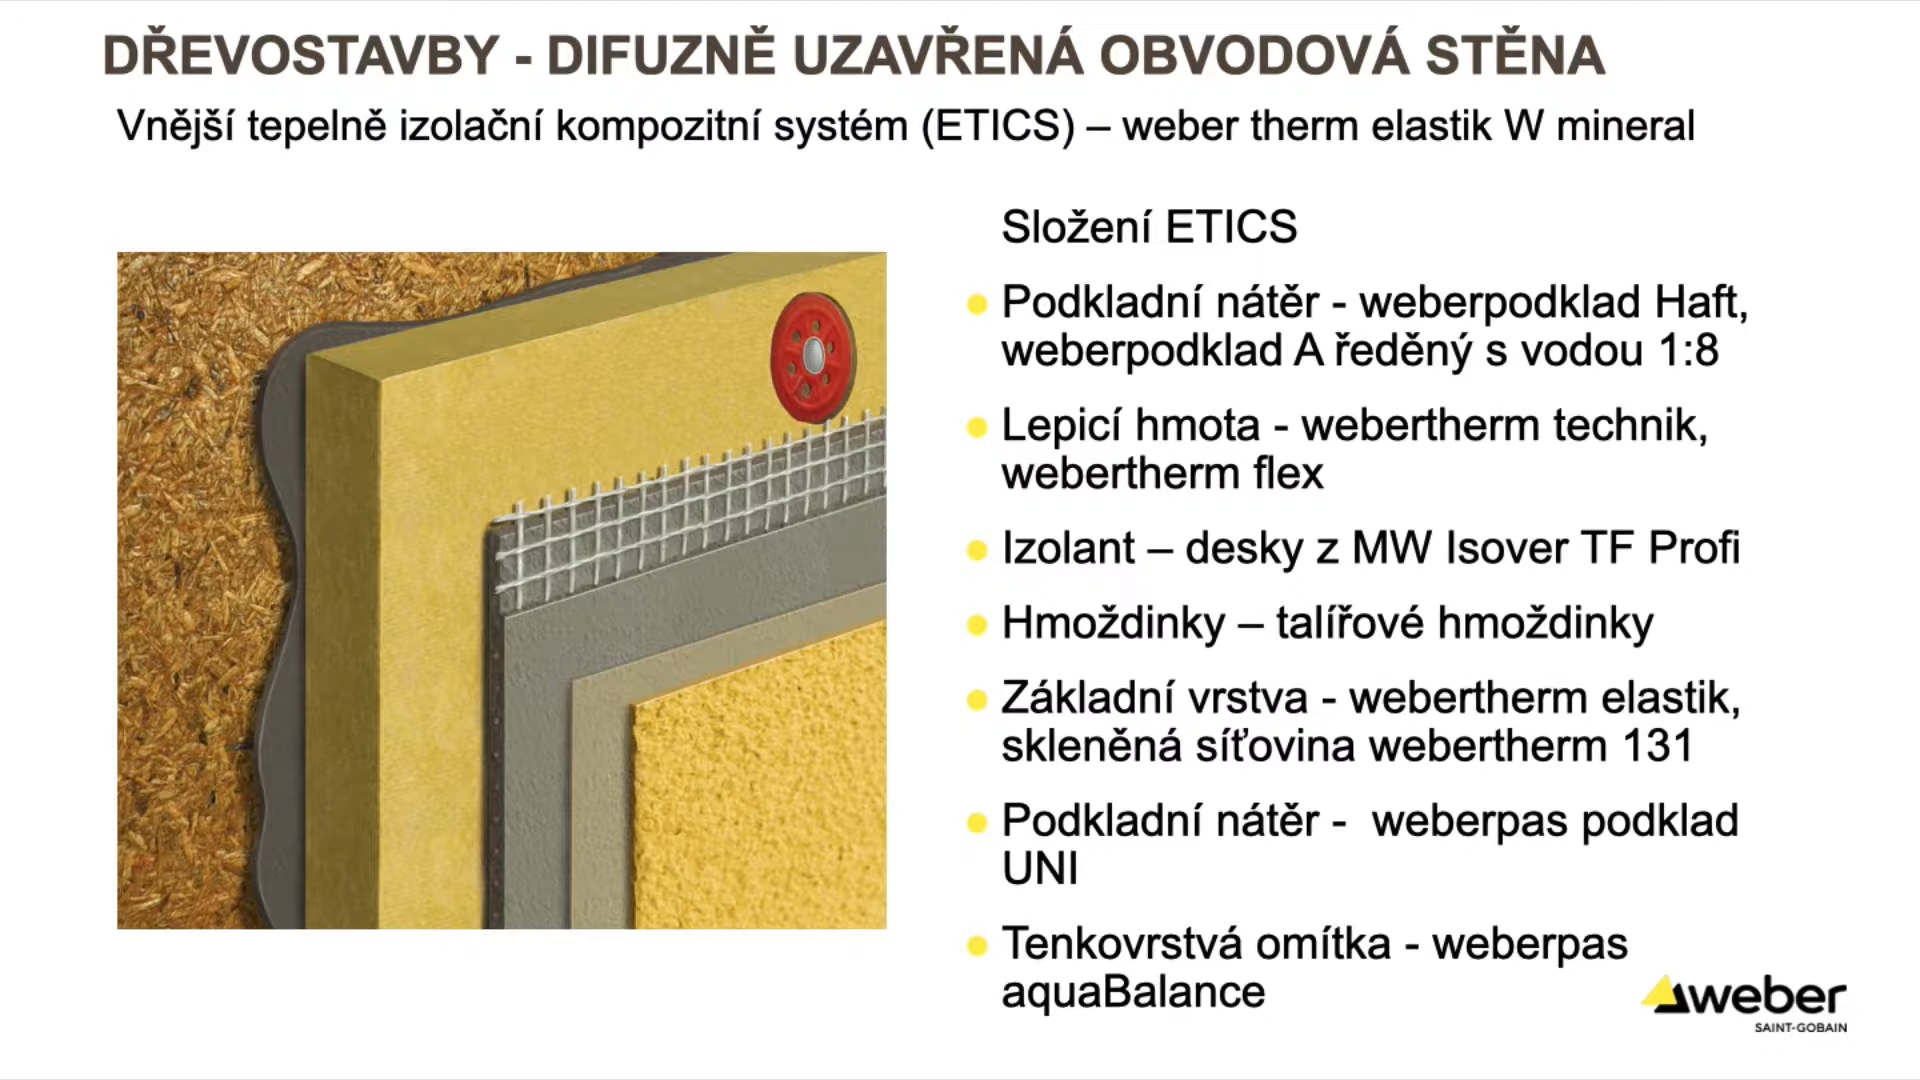 DŘEVOSTAVBY - DIFUZNĚ UZAVŘENÁ OBVODOVÁ STĚNA
Vnější tepelně izolační kompozitní systém (ETICS) – weber therm elastik W mineral
Složení ETICS
Podkladní nátěr - weberpodklad Haft,
weberpodklad A ředěný s vodou 1:8
Lepicí hmota - webertherm technik,
webertherm flex
Izolant – desky z MW Isover TF Profi
Hmoždinky – talířové hmoždinky
Základní vrstva - webertherm elastik,
skleněná síťovina webertherm 131
Podkladní nátěr -  weberpas podklad
UNI
Tenkovrstvá omítka - weberpas
aquaBalance
weber
SAINT-GOBAIN